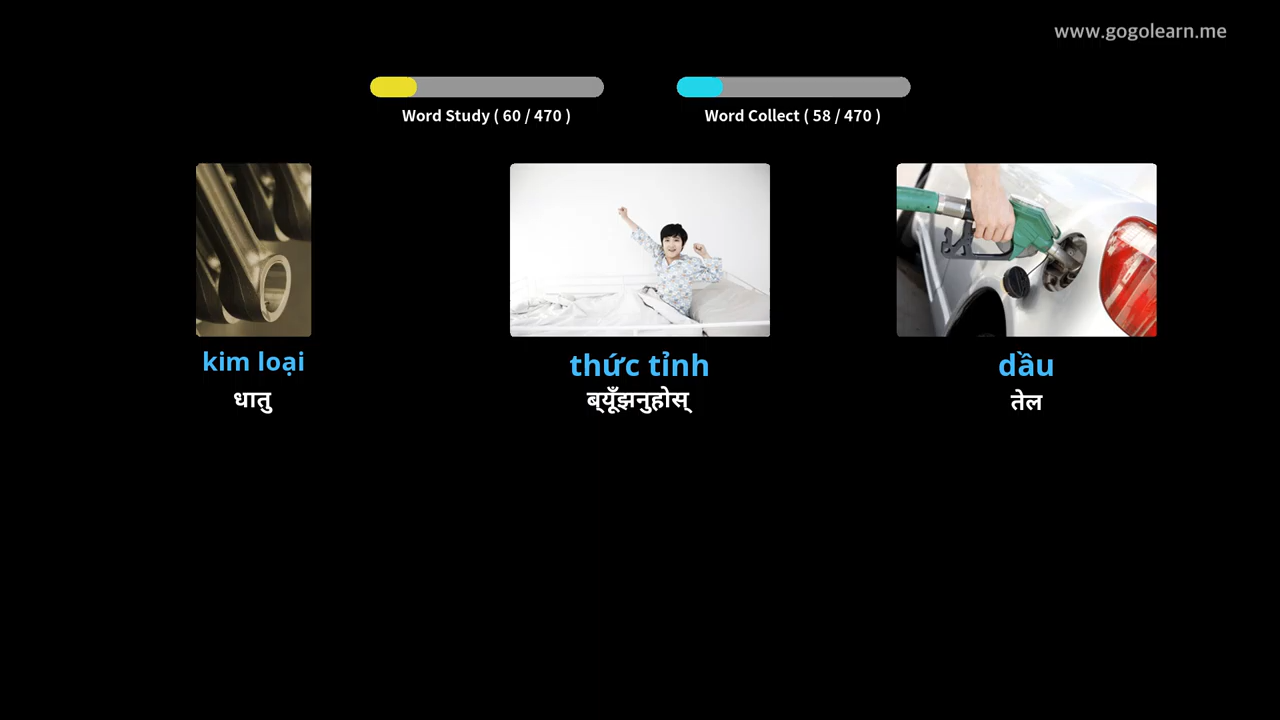 www.gogolearn.me
Word Study ( 60 / 470 )
Word Collect ( 58 / 470 )
kim loại
thức tỉnh
dầu
धातु
ब्यूँझनुहोस्
तेल